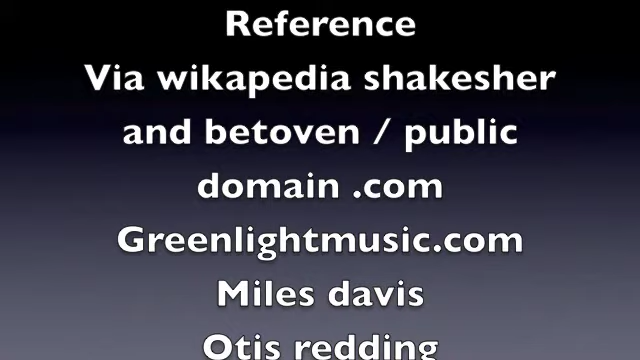 Reference
Via wikapedia shakesher
and betoven / public
domain .com
Greenlightmusic.com
Miles davis
Otis redding